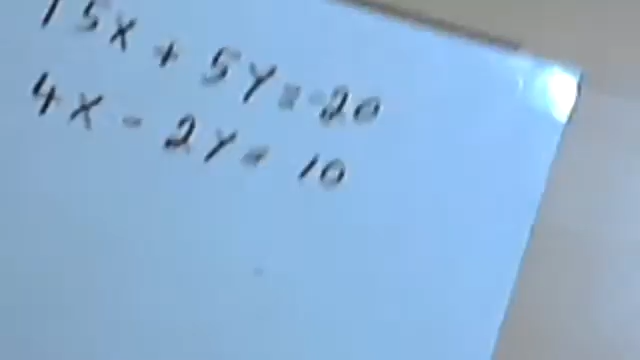 15x + 5y = -20
4x - 2y = 10